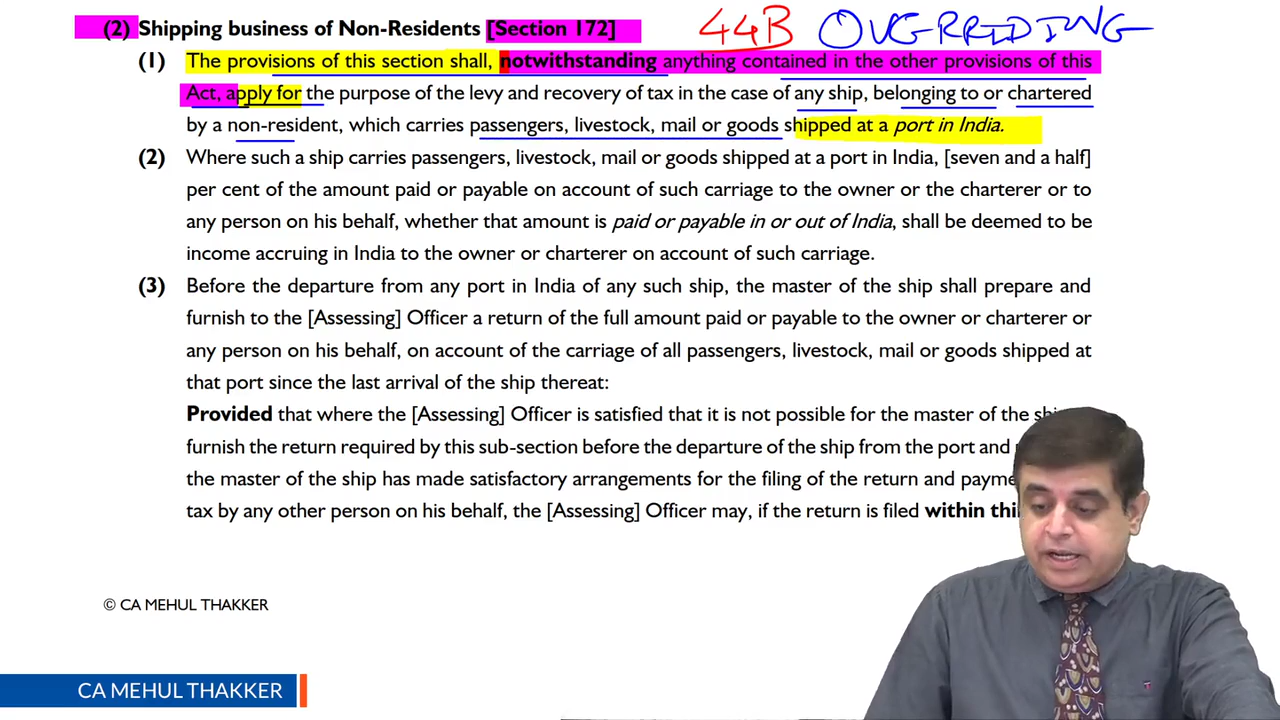 44B OVERRIDING
(2) Shipping business of Non-Residents [Section 172]
(1) The provisions of this section shall, notwithstanding anything contained in the other provisions of this
Act, apply for the purpose of the levy and recovery of tax in the case of any ship, belonging to or chartered
by a non-resident, which carries passengers, livestock, mail or goods shipped at a port in India.
(2) Where such a ship carries passengers, livestock, mail or goods shipped at a port in India, [seven and a half]
per cent of the amount paid or payable on account of such carriage to the owner or the charterer or to
any person on his behalf, whether that amount is paid or payable in or out of India, shall be deemed to be
income accruing in India to the owner or charterer on account of such carriage.
(3) Before the departure from any port in India of any such ship, the master of the ship shall prepare and
furnish to the [Assessing] Officer a return of the full amount paid or payable to the owner or charterer or
any person on his behalf, on account of the carriage of all passengers, livestock, mail or goods shipped at
that port since the last arrival of the ship thereat:
Provided that where the [Assessing] Officer is satisfied that it is not possible for the master of the
furnish the return required by this sub-section before the departure of the ship from the port and
the master of the ship has made satisfactory arrangements for the filing of the return and
tax by any other person on his behalf, the [Assessing] Officer may, if the return is filed within
© CA MEHUL THAKKER
CA MEHUL THAKKER